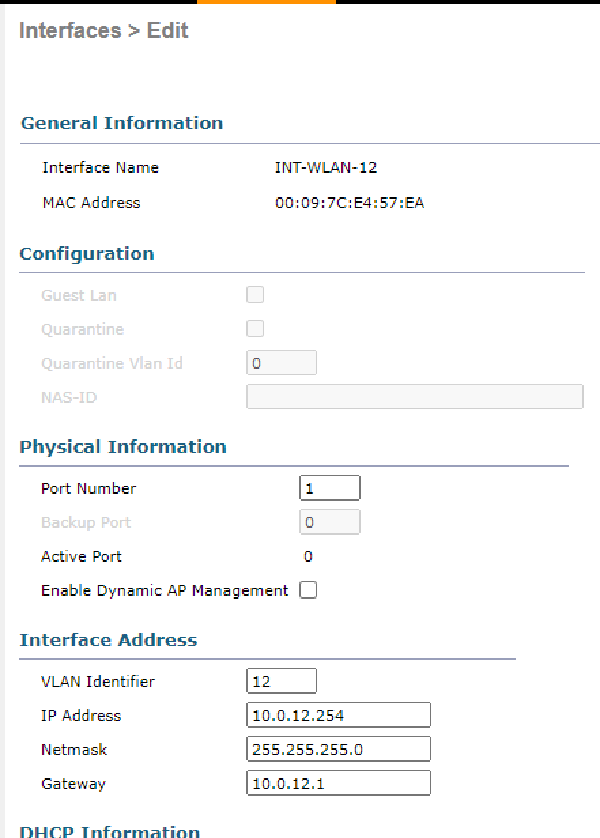 Interfaces > Edit
General Information
Interface Name INT-WLAN-12
MAC Address 00:09:7C:E4:57:EA
Configuration
Guest Lan
Quarantine
Quarantine Vlan Id 0
NAS-ID
Physical Information
Port Number 1
Backup Port 0
Active Port 0
Enable Dynamic AP Management
Interface Address
VLAN Identifier 12
IP Address 10.0.12.254
Netmask 255.255.255.0
Gateway 10.0.12.1
DHCP Information